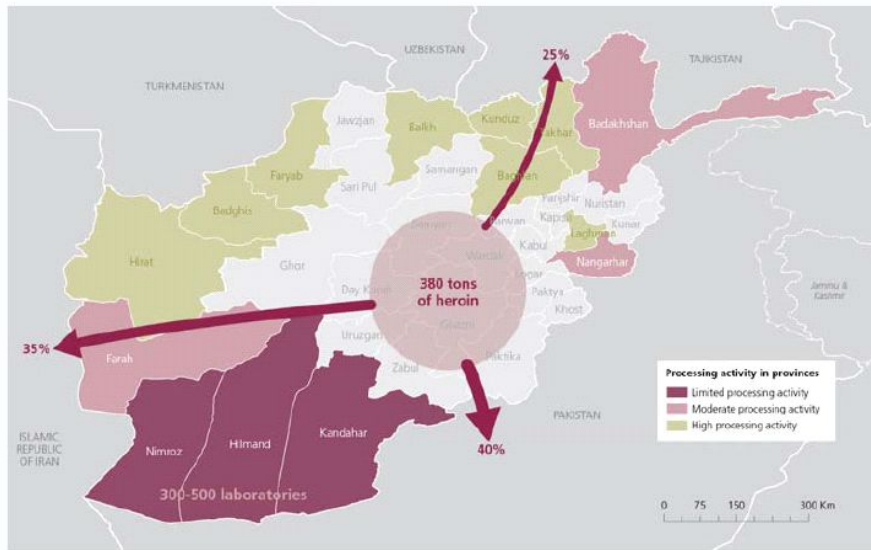 UZBEKISTAN
25%
TAJIKISTAN
TURKMENISTAN
Jawzjan
Balkh
Kunduz
Takhar
Badakhshan
Faryab
Sari Pul
Samangan
Baghlan
Badghis
Panjshir
Nuristan
Kapisa
Kunar
Laghman
Hirat
Ghor
Kabul
Wardak
Nangarhar
Day Kundi
380 tons
of heroin
Paktya
Khost
Jammu &
Kashmir
35%
Farah
Uruzgan
Ghazni
Zabul
Paktika
Processing activity in provinces
Limited processing activity
Moderate processing activity
High processing activity
ISLAMIC
REPUBLIC
OF IRAN
Nimroz
Hilmand
Kandahar
PAKISTAN
40%
300-500 laboratories
0 75 150 300 Km